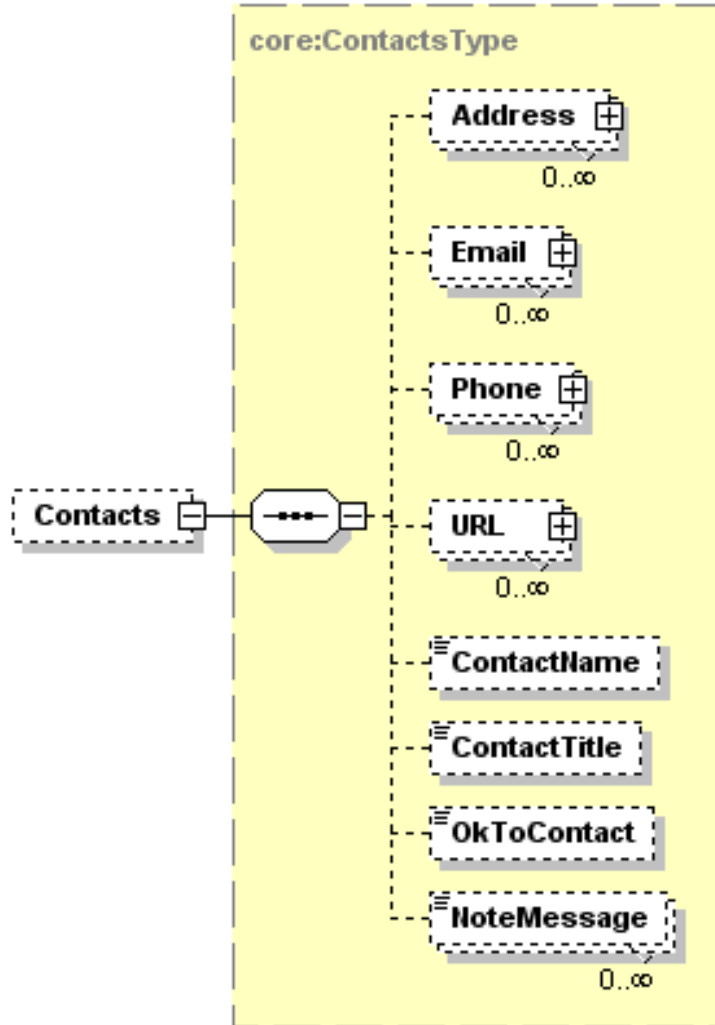 core:ContactsType
Address
0..∞
Email
0..∞
Phone
0..∞
Contacts
URL
0..∞
ContactName
ContactTitle
OkToContact
NoteMessage
0..∞